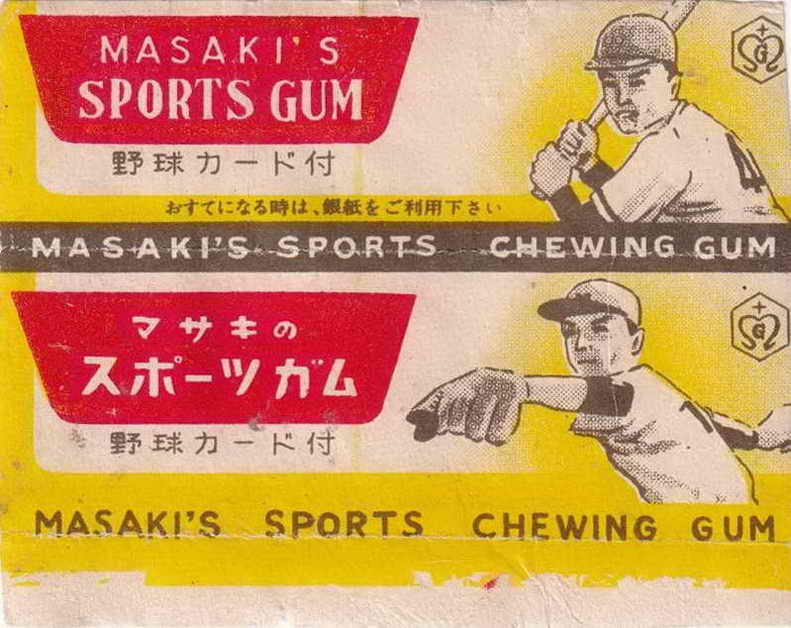 MASAKI'S
SPORTS GUM
野球カード付
おすてになる時は、銀紙をご利用下さい
MASAKI'S SPORTS CHEWING GUM
マサキの
スポーツガム
野球カード付
MASAKI'S SPORTS CHEWING GUM
G
4
G
1